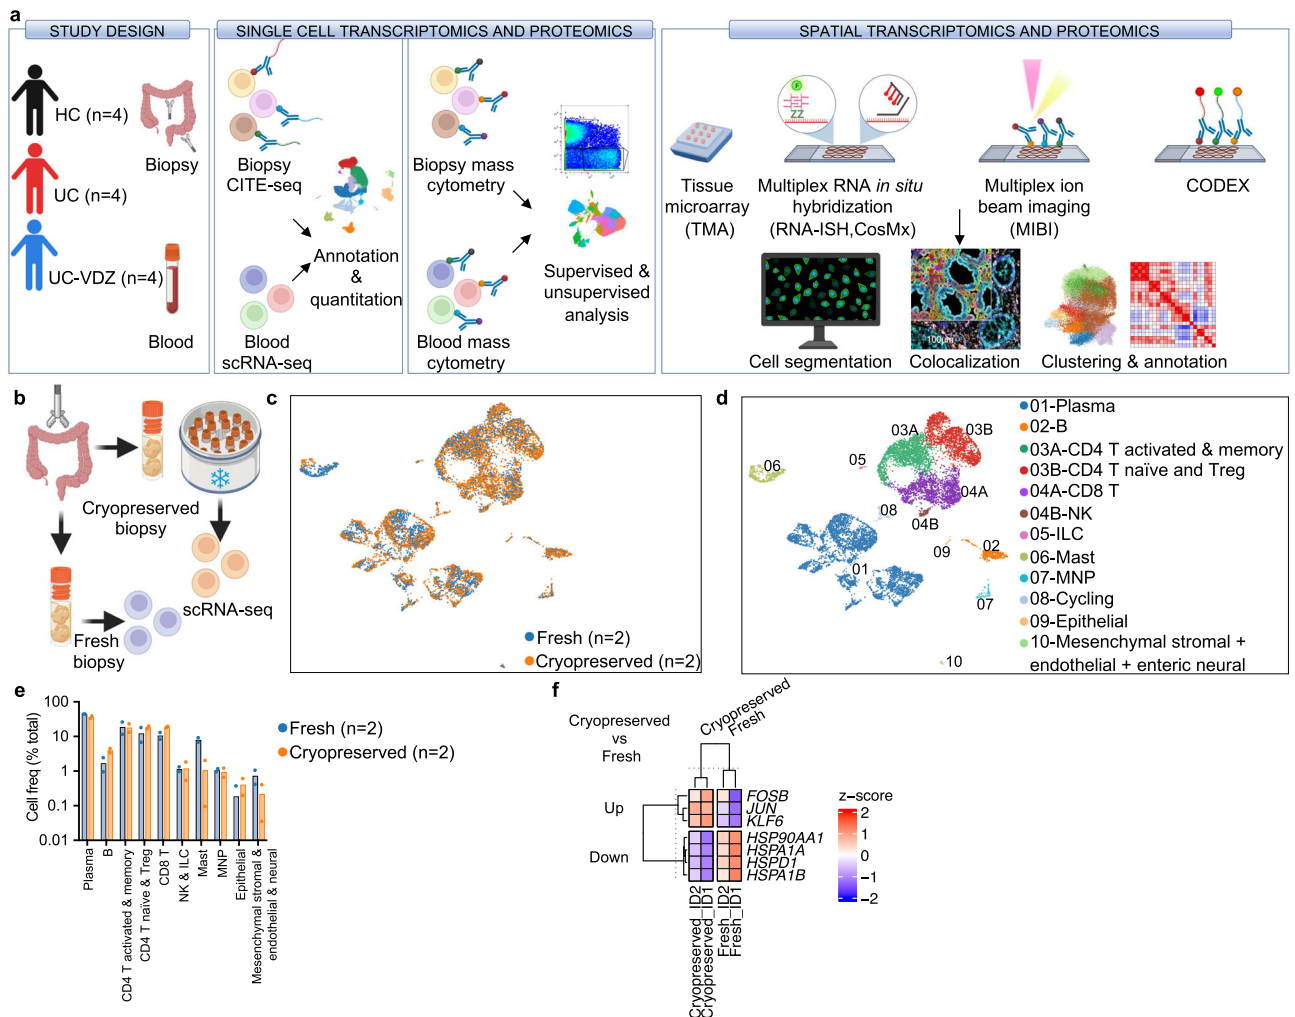 a
STUDY DESIGN
SINGLE CELL TRANSCRIPTOMICS AND PROTEOMICS
SPATIAL TRANSCRIPTOMICS AND PROTEOMICS
HC (n=4)
UC (n=4)
UC-VDZ (n=4)
Biopsy
Blood
Biopsy
CITE-seq
Annotation
&
quantitation
Blood
scRNA-seq
Biopsy mass
cytometry
Blood mass
cytometry
Supervised &
unsupervised
analysis
Tissue
microarray
(TMA)
F
ZZ
Multiplex RNA in situ
hybridization
(RNA-ISH,CosMx)
Multiplex ion
beam imaging
(MIBI)
CODEX
Cell segmentation
100µm
Colocalization
Clustering & annotation
b
Cryopreserved
biopsy
scRNA-seq
Fresh
biopsy
c
Fresh (n=2)
Cryopreserved (n=2)
d
03A
03B
06
05
04A
08
04B
09
02
01
07
10
01-Plasma
02-B
03A-CD4 T activated & memory
03B-CD4 T naïve and Treg
04A-CD8 T
04B-NK
05-ILC
06-Mast
07-MNP
08-Cycling
09-Epithelial
10-Mesenchymal stromal +
endothelial + enteric neural
e
Cell freq (% total)
100
10
1
0.1
0.01
Plasma
B
CD4 T activated & memory
CD4 T naïve & Treg
CD8 T
NK & ILC
Mast
MNP
Epithelial
Mesenchymal stromal &
endothelial & neural
Fresh (n=2)
Cryopreserved (n=2)
f
Cryopreserved
vs
Fresh
Cryopreserved
Fresh
Up
Down
FOSB
JUN
KLF6
HSP90AA1
HSPA1A
HSPD1
HSPA1B
Cryopreserved_ID2
Cryopreserved_ID1
Fresh_ID2
Fresh_ID1
z-score
2
1
0
−1
−2